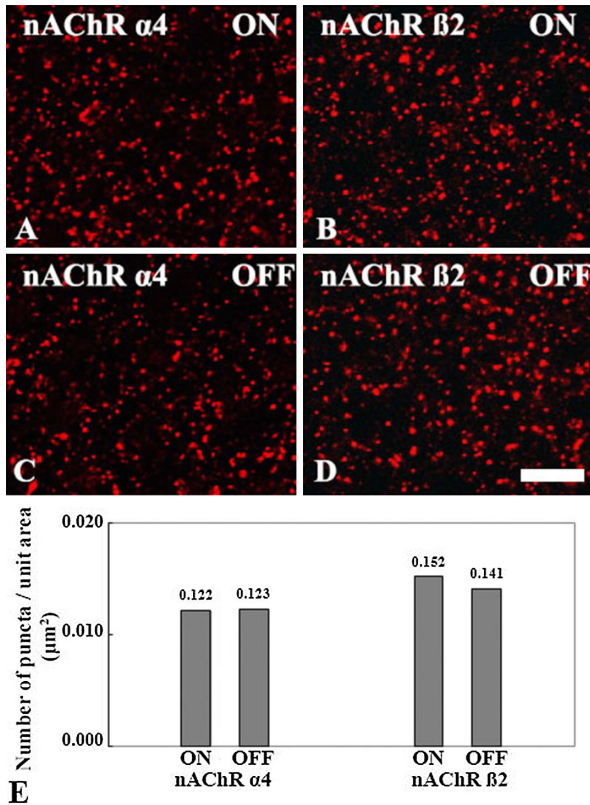 nAChR α4 ON
nAChR ß2 ON
A
B
nAChR α4 OFF
nAChR ß2 OFF
C
D
Number of puncta / unit area
(µm²)
0.020
0.010
0.000
0.122
0.123
0.152
0.141
ON OFF
ON OFF
nAChR α4
nAChR ß2
E